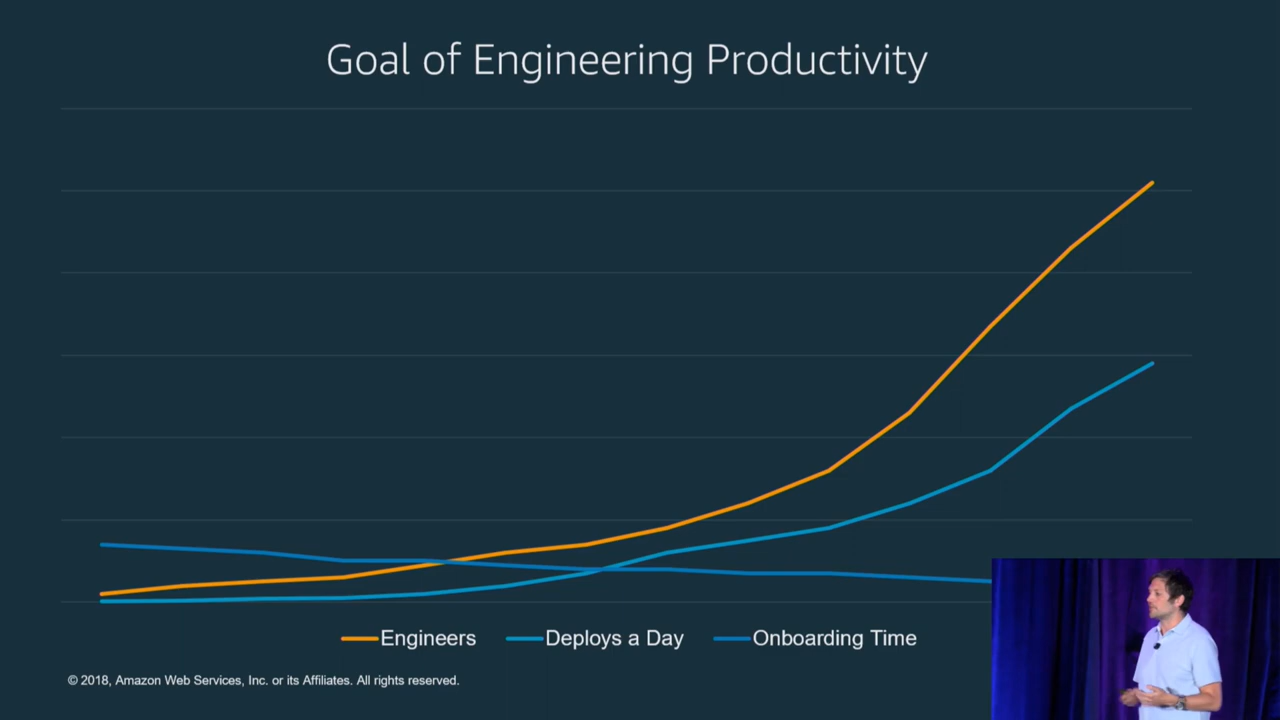 Goal of Engineering Productivity
Engineers Deploys a Day Onboarding Time
© 2018, Amazon Web Services, Inc. or its Affiliates. All rights reserved.